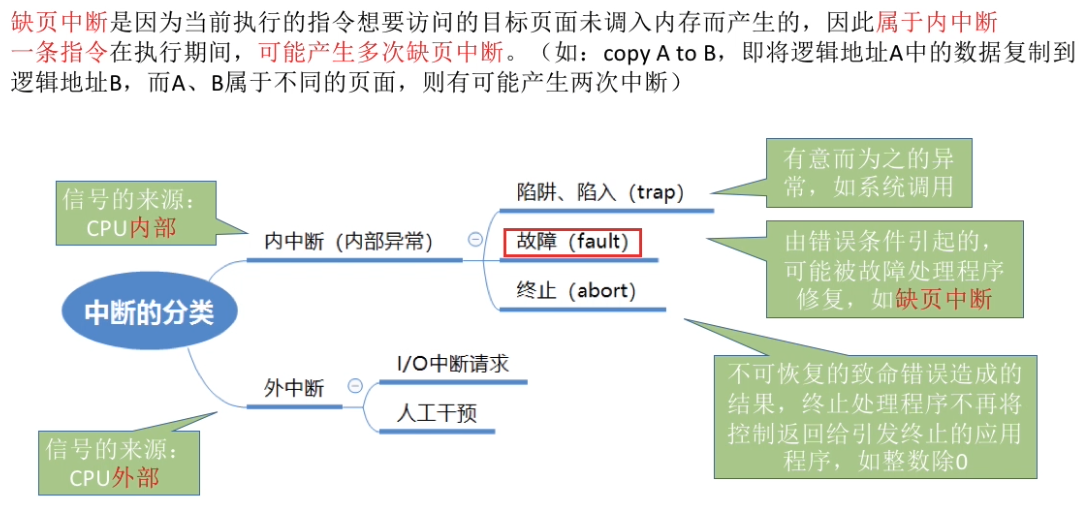 缺页中断是因为当前执行的指令想要访问的目标页面未调入内存而产生的，因此属于内中断
一条指令在执行期间，可能产生多次缺页中断。（如：copy A to B，即将逻辑地址A中的数据复制到
逻辑地址B，而A、B属于不同的页面，则有可能产生两次中断）
有意而为之的异
常，如系统调用
信号的来源：
CPU内部
陷阱、陷入（trap）
内中断（内部异常）
故障（fault）
由错误条件引起的，
可能被故障处理程序
修复，如缺页中断
终止（abort）
中断的分类
I/O中断请求
外中断
人工干预
不可恢复的致命错误造成的
结果，终止处理程序不再将
控制返回给引发终止的应用
程序，如整数除0
信号的来源：
CPU外部